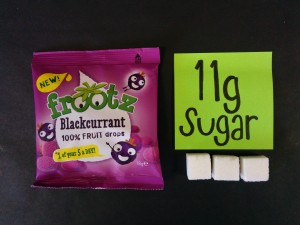 NEW!
frootz
Blackcurrant
100% FRUIT drops
1 of your 5 a DAY!
11g
Sugar